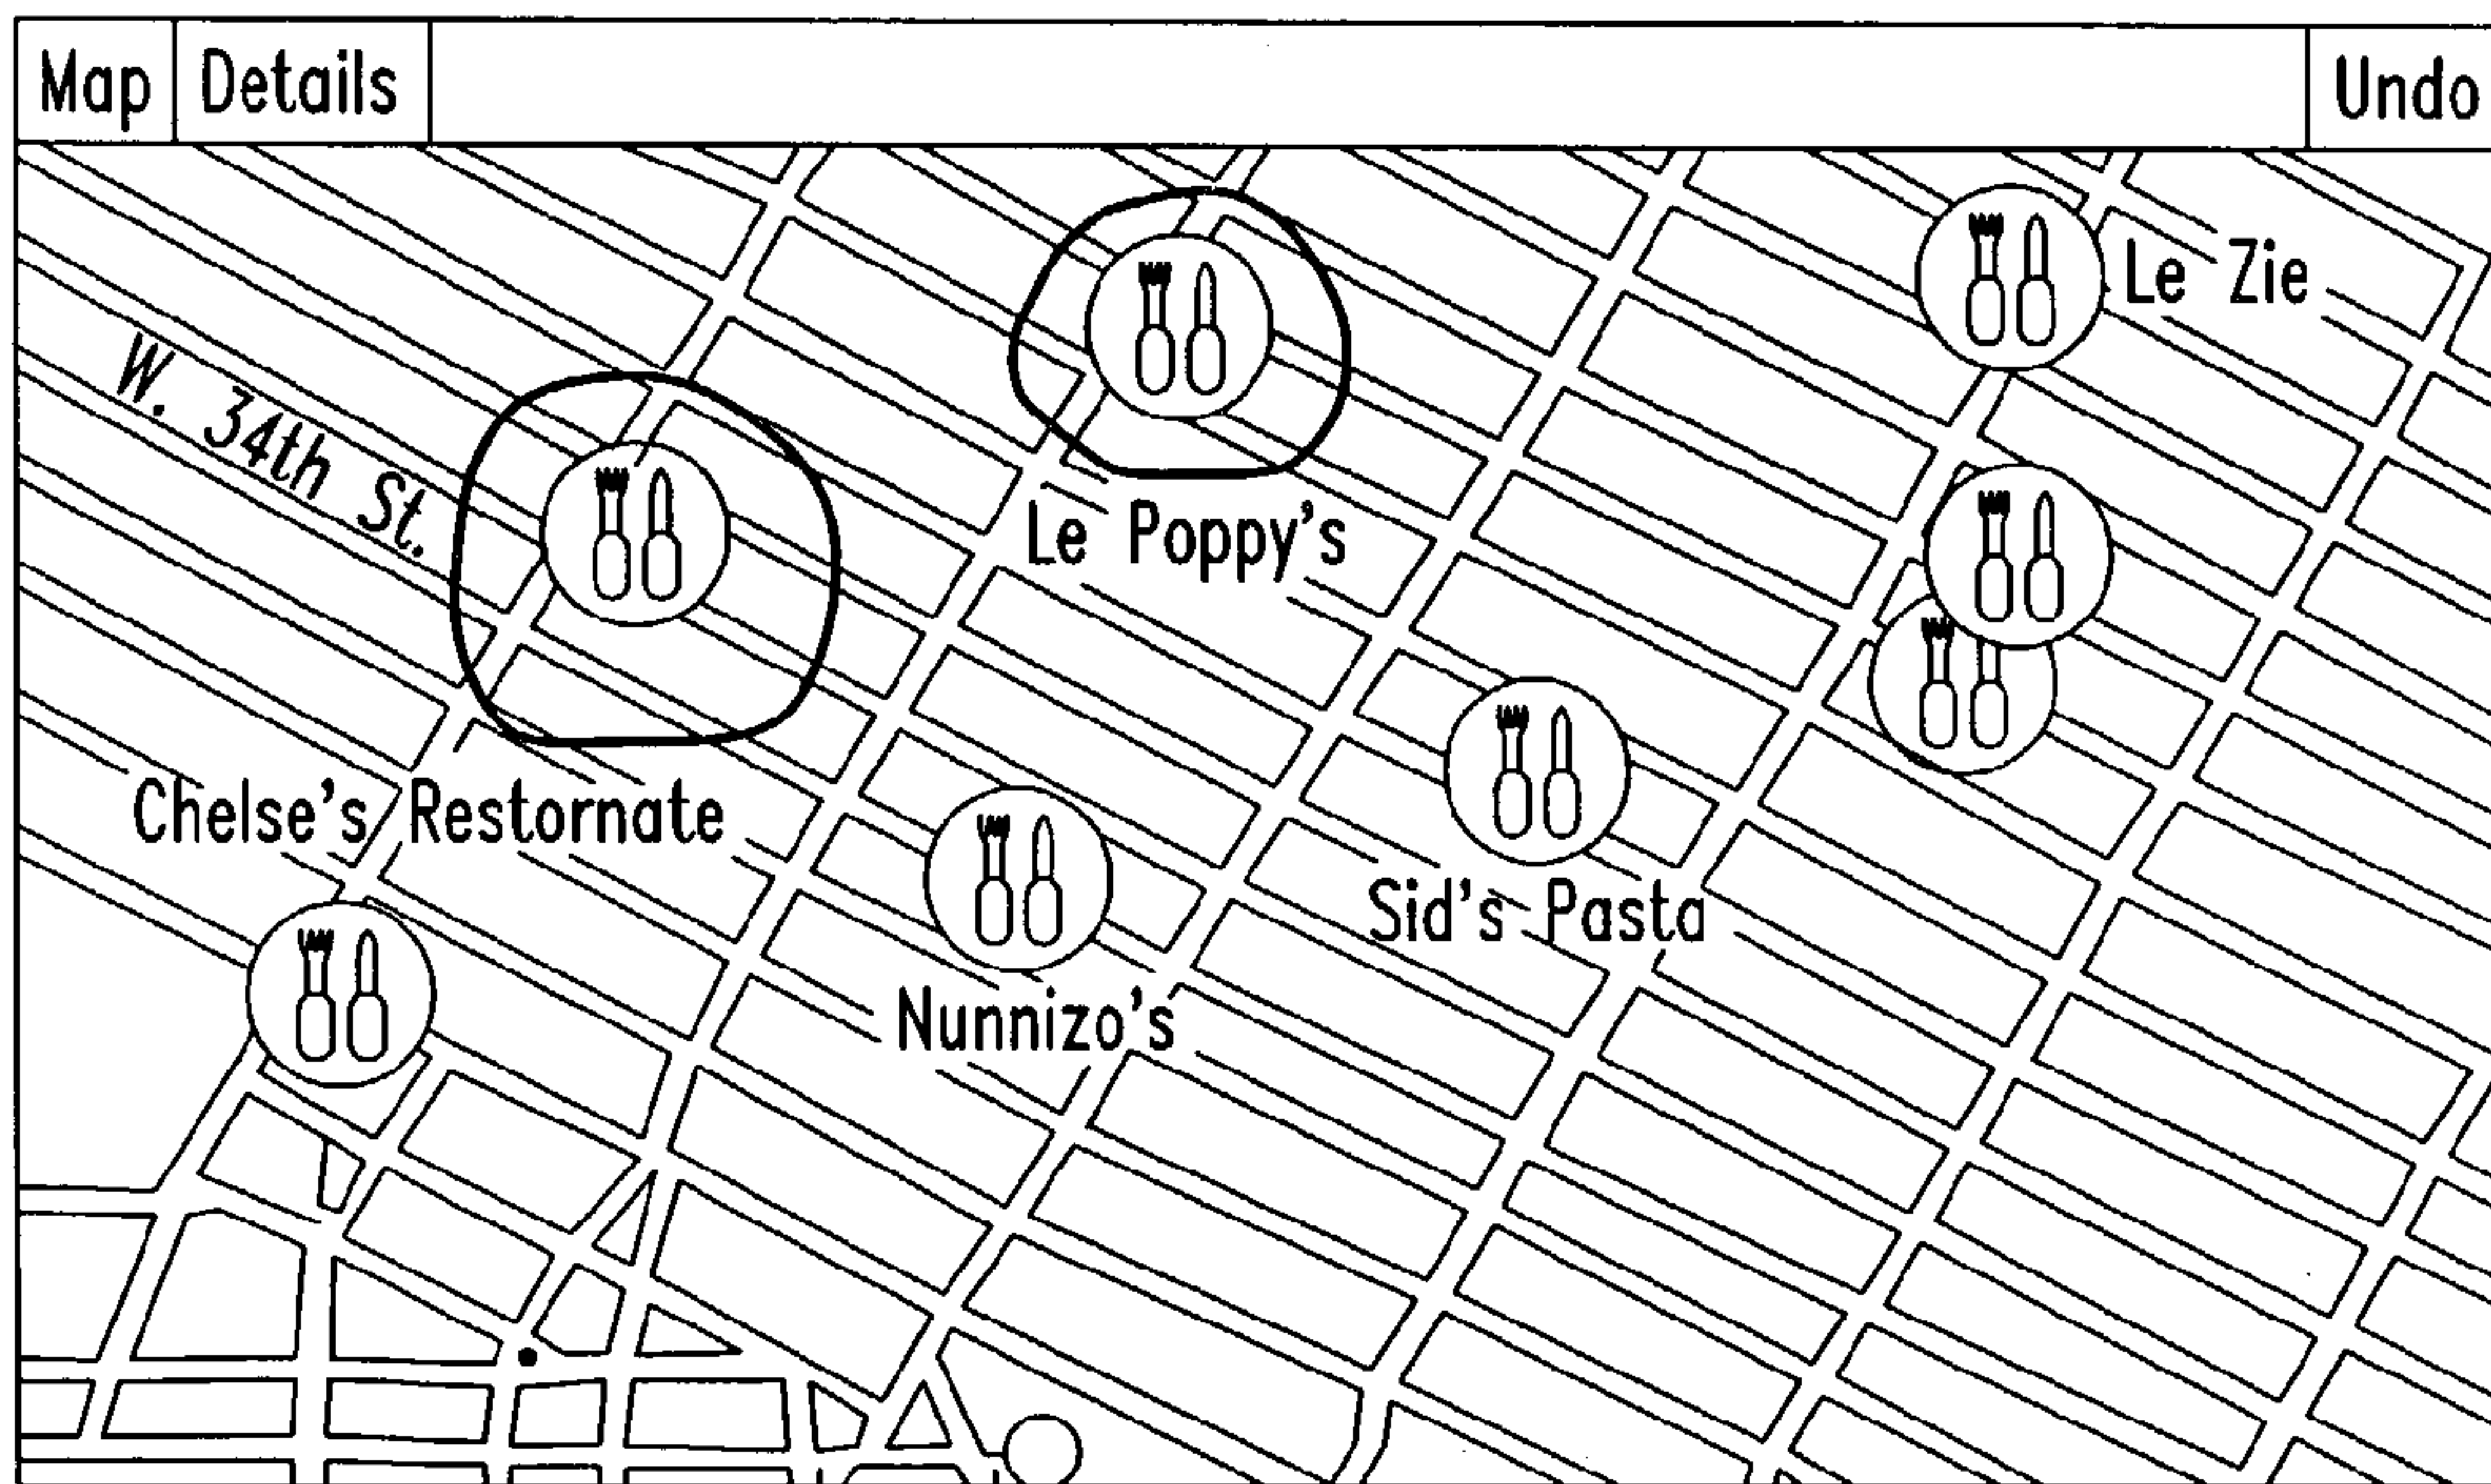 Map Details Undo
Le Zie
W. 34th St.
Le Poppy's
Chelse's Restornate
Sid's Pasta
Nunnizo's